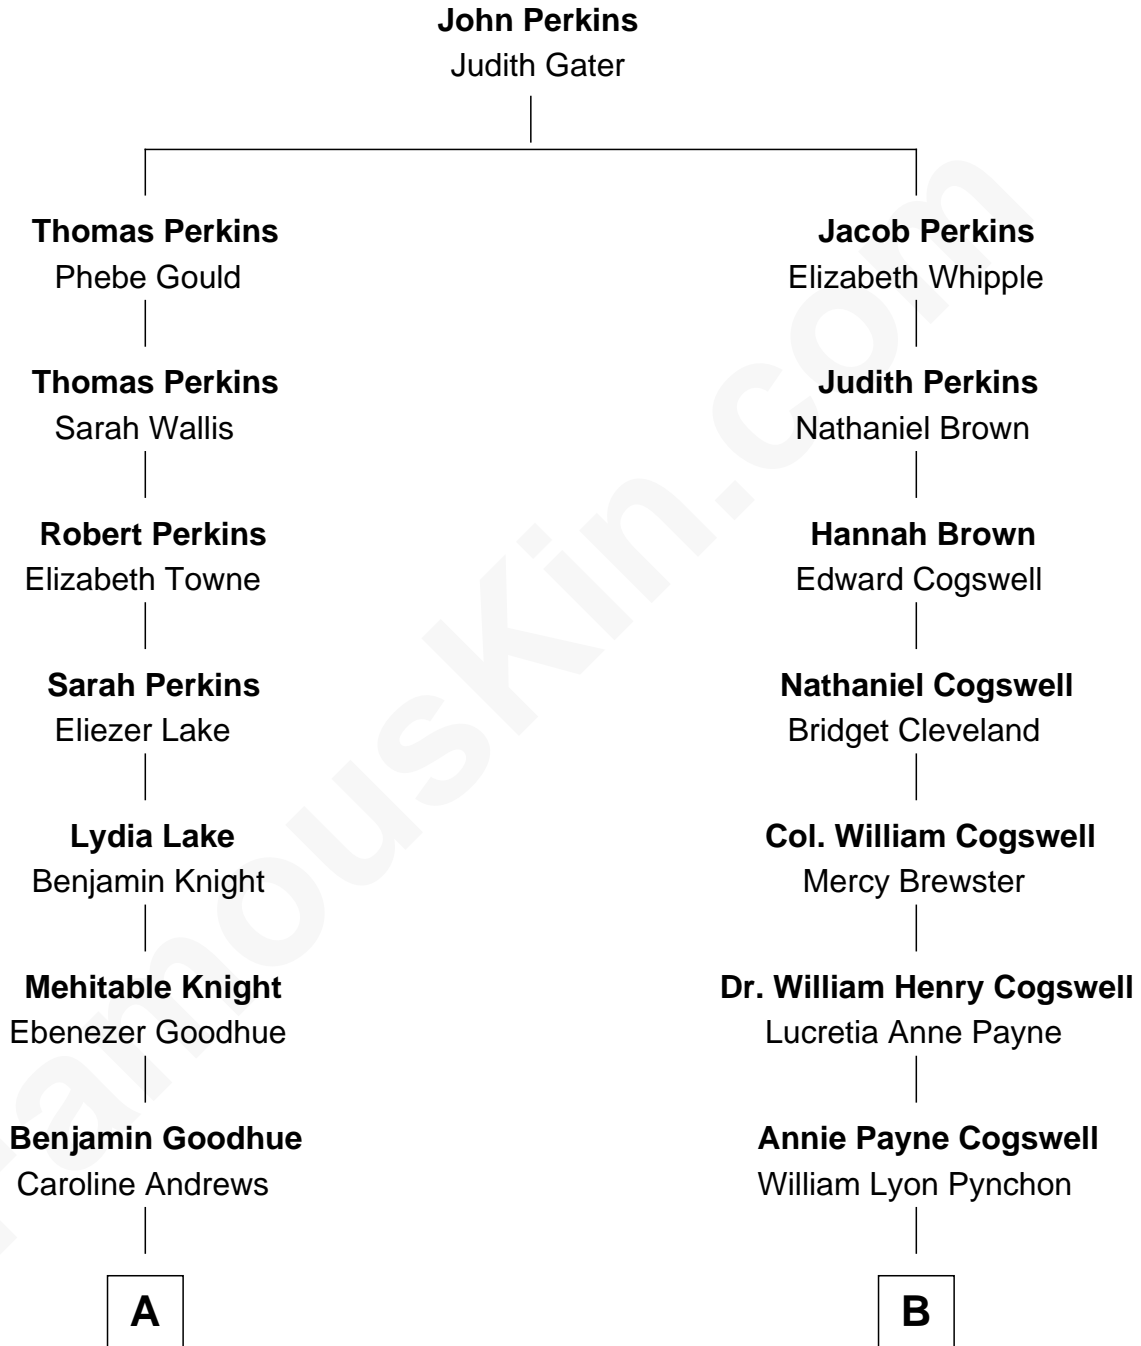 John Perkins
Judith Gater
Thomas Perkins
Phebe Gould
Jacob Perkins
Elizabeth Whipple
Thomas Perkins
Sarah Wallis
Judith Perkins
Nathaniel Brown
Robert Perkins
Elizabeth Towne
Hannah Brown
Edward Cogswell
Sarah Perkins
Eliezer Lake
Nathaniel Cogswell
Bridget Cleveland
Lydia Lake
Benjamin Knight
Col. William Cogswell
Mercy Brewster
Mehitable Knight
Ebenezer Goodhue
Dr. William Henry Cogswell
Lucretia Anne Payne
Benjamin Goodhue
Caroline Andrews
Annie Payne Cogswell
William Lyon Pynchon
A
B
FamousKin.com